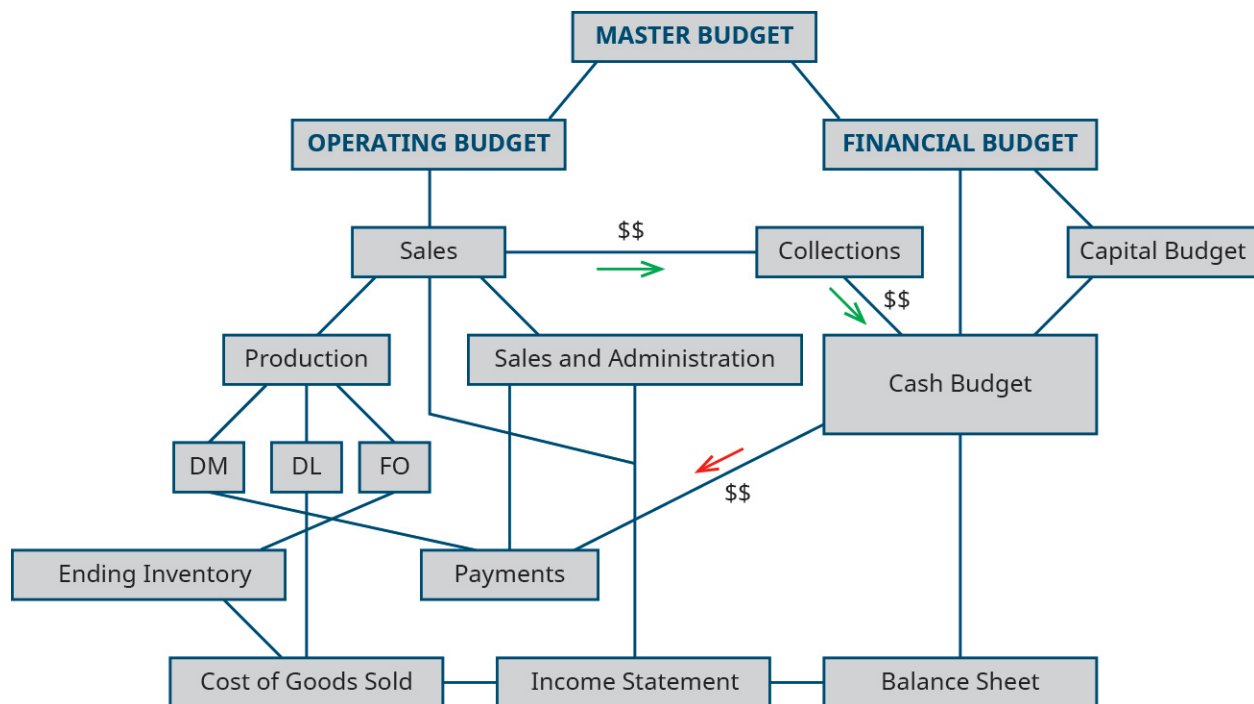 MASTER BUDGET
OPERATING BUDGET
FINANCIAL BUDGET
$$
Sales
Collections
Capital Budget
$$
Production
Sales and Administration
Cash Budget
DM
DL
FO
$$
Ending Inventory
Payments
Cost of Goods Sold
Income Statement
Balance Sheet